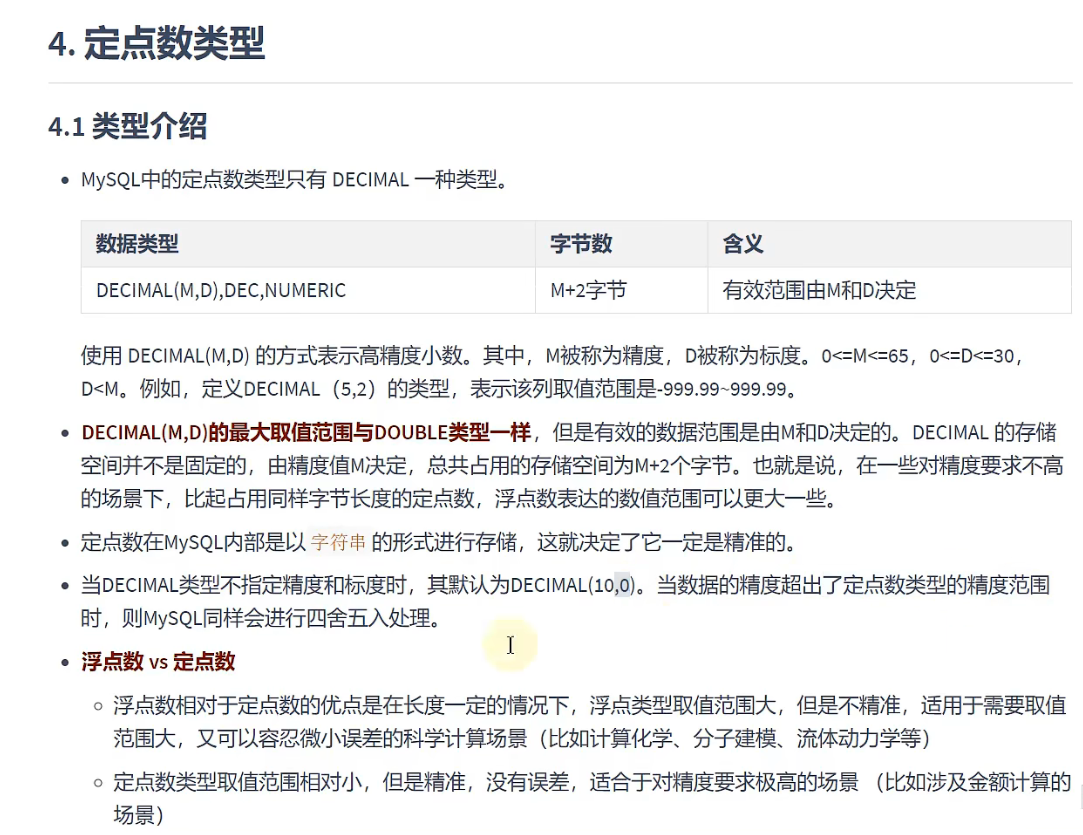 4. 定点数类型
4.1 类型介绍
MySQL中的定点数类型只有 DECIMAL 一种类型。
数据类型 字节数 含义
DECIMAL(M,D),DEC,NUMERIC M+2字节 有效范围由M和D决定
使用 DECIMAL(M,D) 的方式表示高精度小数。其中，M被称为精度，D被称为标度。0<=M<=65，0<=D<=30，
D<M。例如，定义DECIMAL（5,2）的类型，表示该列取值范围是-999.99~999.99。
DECIMAL(M,D)的最大取值范围与DOUBLE类型一样，但是有效的数据范围是由M和D决定的。DECIMAL 的存储
空间并不是固定的，由精度值M决定，总共占用的存储空间为M+2个字节。也就是说，在一些对精度要求不高
的场景下，比起占用同样字节长度的定点数，浮点数表达的数值范围可以更大一些。
定点数在MySQL内部是以 字符串 的形式进行存储，这就决定了它一定是精准的。
当DECIMAL类型不指定精度和标度时，其默认为DECIMAL(10,0)。当数据的精度超出了定点数类型的精度范围
时，则MySQL同样会进行四舍五入处理。
浮点数 vs 定点数
浮点数相对于定点数的优点是在长度一定的情况下，浮点类型取值范围大，但是不精准，适用于需要取值
范围大，又可以容忍微小误差的科学计算场景（比如计算化学、分子建模、流体动力学等）
定点数类型取值范围相对小，但是精准，没有误差，适合于对精度要求极高的场景 （比如涉及金额计算的
场景）